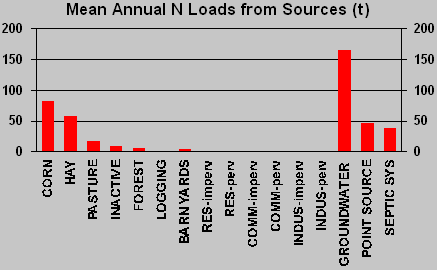 Mean Annual N Loads from Sources (t)
200
150
100
50
0
200
150
100
50
0
CORN
HAY
PASTURE
INACTIVE
FOREST
LOGGING
BARNYARDS
RES-imperv
RES-perv
COMM-imperv
COMM-perv
INDUS-imperv
INDUS-perv
GROUNDWATER
POINT SOURCE
SEPTIC SYS